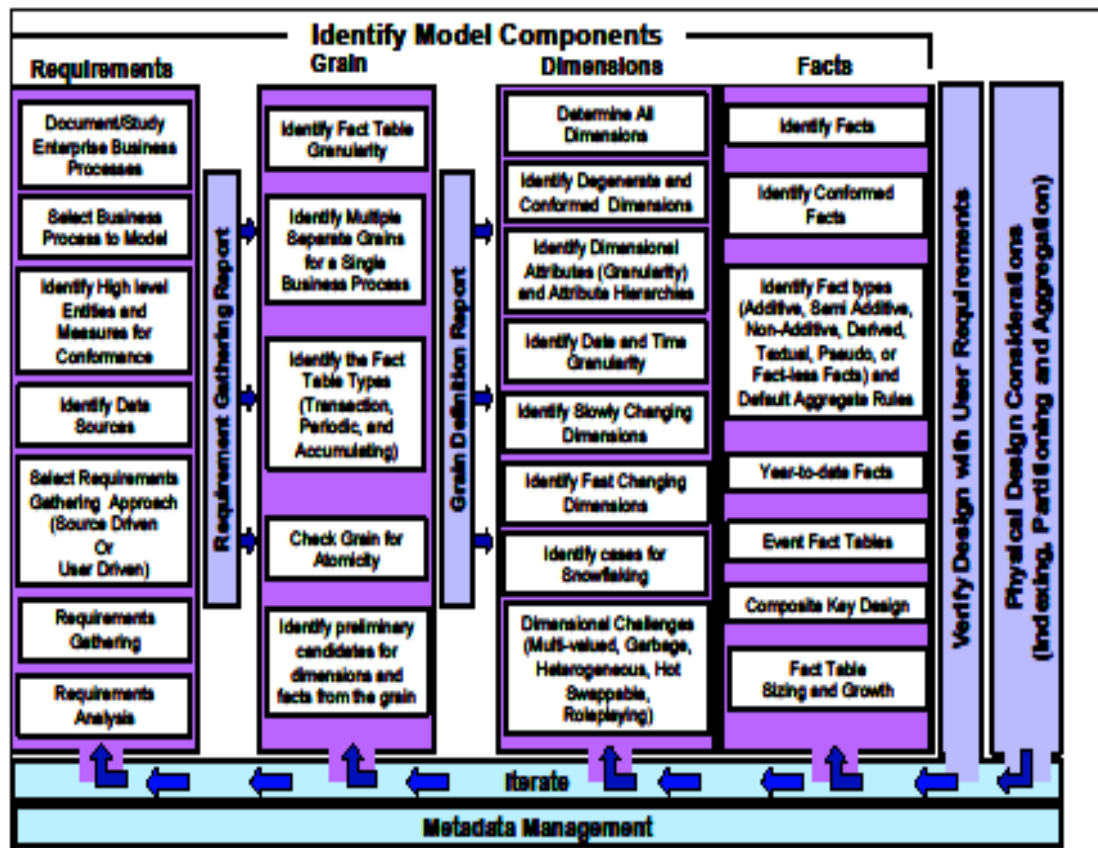 Identify Model Components
Requirements
Grain
Dimensions
Facts
Document/Study
Enterprise Business
Processes
Select Business
Process to Model
Identify High level
Entities and
Measures for
Conformance
Identify Data
Sources
Select Requirements
Gathering Approach
(Source Driven
Or
User Driven)
Requirements
Gathering
Requirements
Analysis
Requirement Gathering Report
Identify Fact Table
Granularity
Identify Multiple
Separate Grains
for a Single
Business Process
Identify the Fact
Table Types
(Transaction,
Periodic, and
Accumulating)
Check Grain for
Atomicity
Identify preliminary
candidates for
dimensions and
facts from the grain
Grain Definition Report
Determine All
Dimensions
Identify Degenerate and
Conformed Dimensions
Identify Dimensional
Attributes (Granularity)
and Attribute Hierarchies
Identify Date and Time
Granularity
Identify Slowly Changing
Dimensions
Identify Fast Changing
Dimensions
Identify cases for
Snowflaking
Dimensional Challenges
(Multi-valued, Garbage,
Heterogeneous, Hot
Swappable,
Roleplaying)
Identify Facts
Identify Conformed
Facts
Identify Fact types
(Additive, Semi Additive,
Non-Additive, Derived,
Textual, Pseudo, or
Fact-less Facts) and
Default Aggregate Rules
Year-to-date Facts
Event Fact Tables
Composite Key Design
Fact Table
Sizing and Growth
Verify Design with User Requirements
Physical Design Considerations
(Indexing, Partitioning and Aggregation)
Iterate
Metadata Management